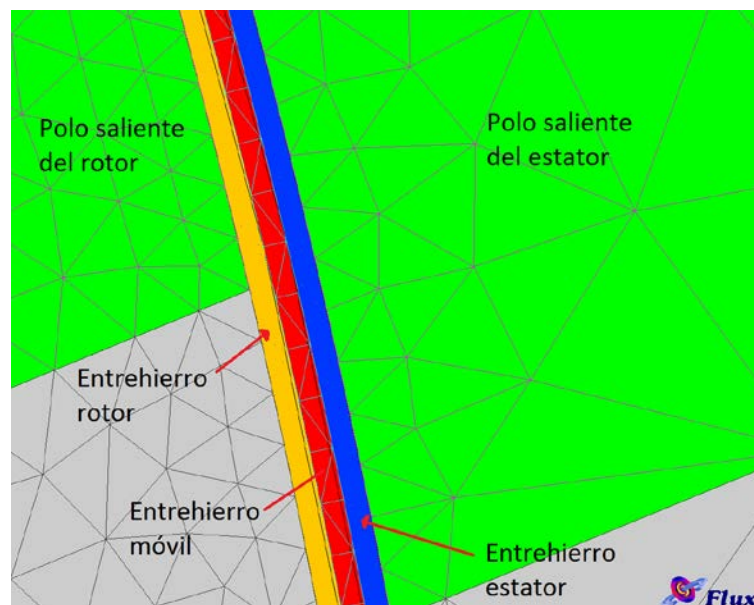 Polo saliente
del rotor
Polo saliente
del estator
Entrehierro
rotor
Entrehierro
móvil
Entrehierro
estator
Flux